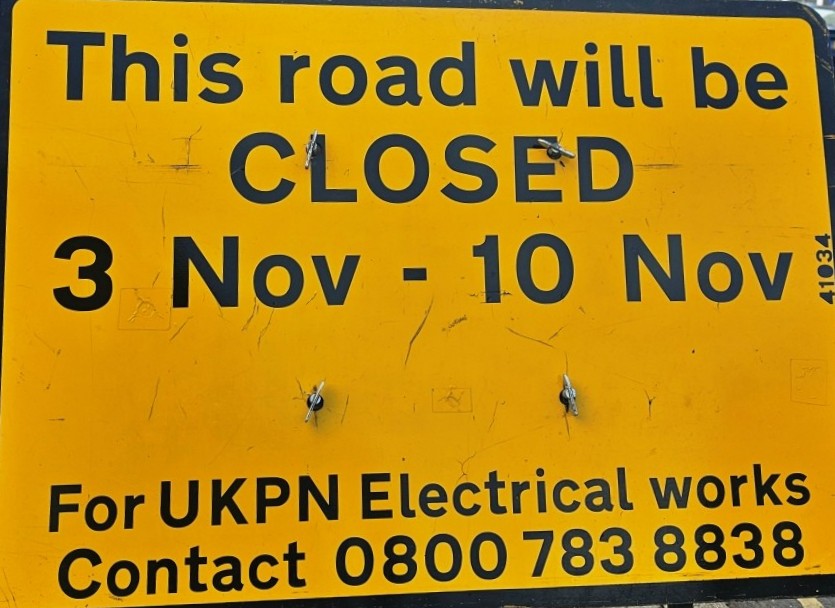 This road will be
CLOSED
3 Nov - 10 Nov
41034
For UKPN Electrical works
Contact 0800 783 8838